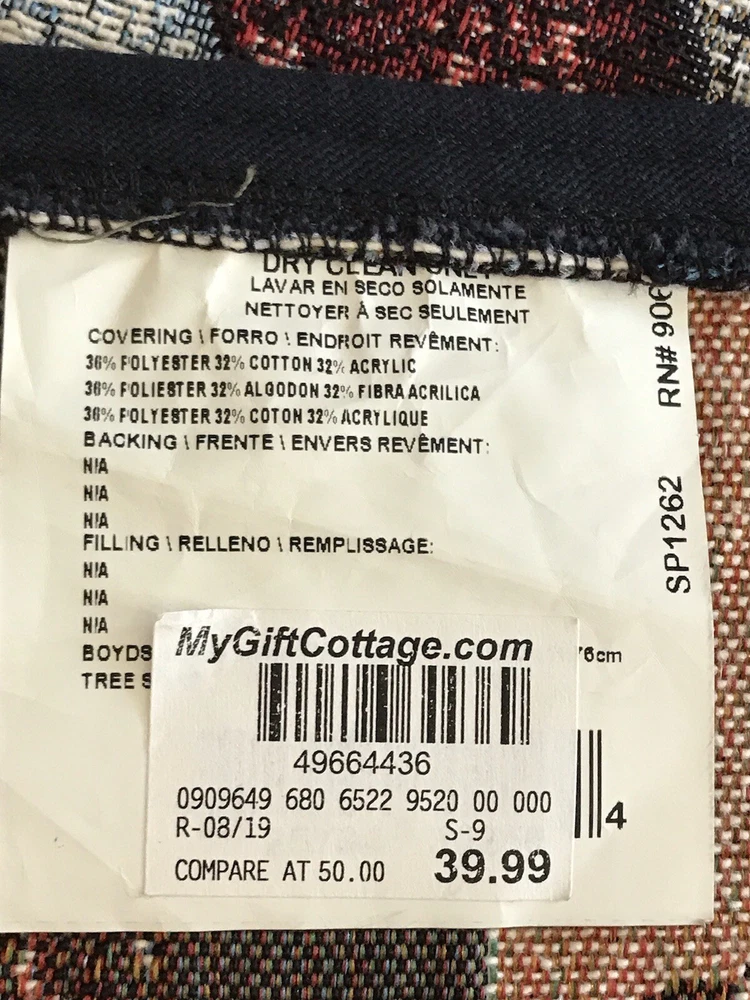 DRY CLEAN ONLY
LAVAR EN SECO SOLAMENTE
NETTOYER À SEC SEULEMENT
COVERING \ FORRO \ ENDROIT REVÊMENT:
36% POLYESTER 32% COTTON 32% ACRYLIC
36% POLIESTER 32% ALGODON 32% FIBRA ACRILICA
36% POLYESTER 32% COTON 32% ACRYLIQUE
BACKING \ FRENTE \ ENVERS REVÊMENT:
N/A
N/A
N/A
FILLING \ RELLENO \ REMPLISSAGE:
N/A
N/A
N/A
BOYDS
TREE S
SP1262 RN# 906
MyGiftCottage.com
49664436
0909649 680 6522 9520 00 000
R-08/19 S-9
COMPARE AT 50.00 39.99
4